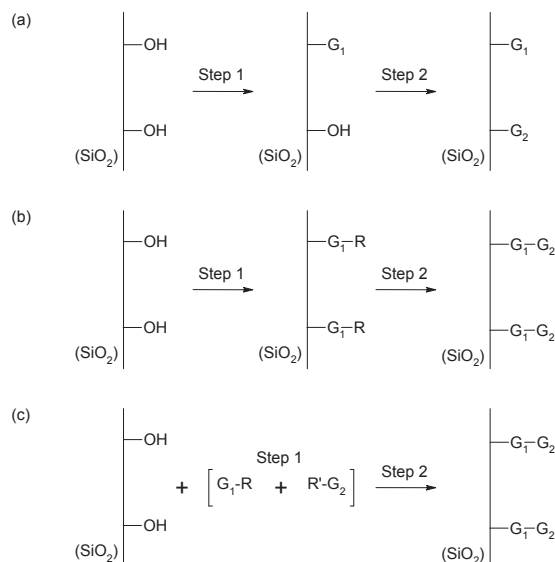 (a)
OH G₁ G₁
Step 1 Step 2
OH OH G₂
(SiO₂) (SiO₂) (SiO₂)
(b)
OH G₁-R G₁-G₂
Step 1 Step 2
OH G₁-R G₁-G₂
(SiO₂) (SiO₂) (SiO₂)
(c)
OH G₁-G₂
Step 1 Step 2
+ [G₁-R + R'-G₂]
OH G₁-G₂
(SiO₂) (SiO₂)